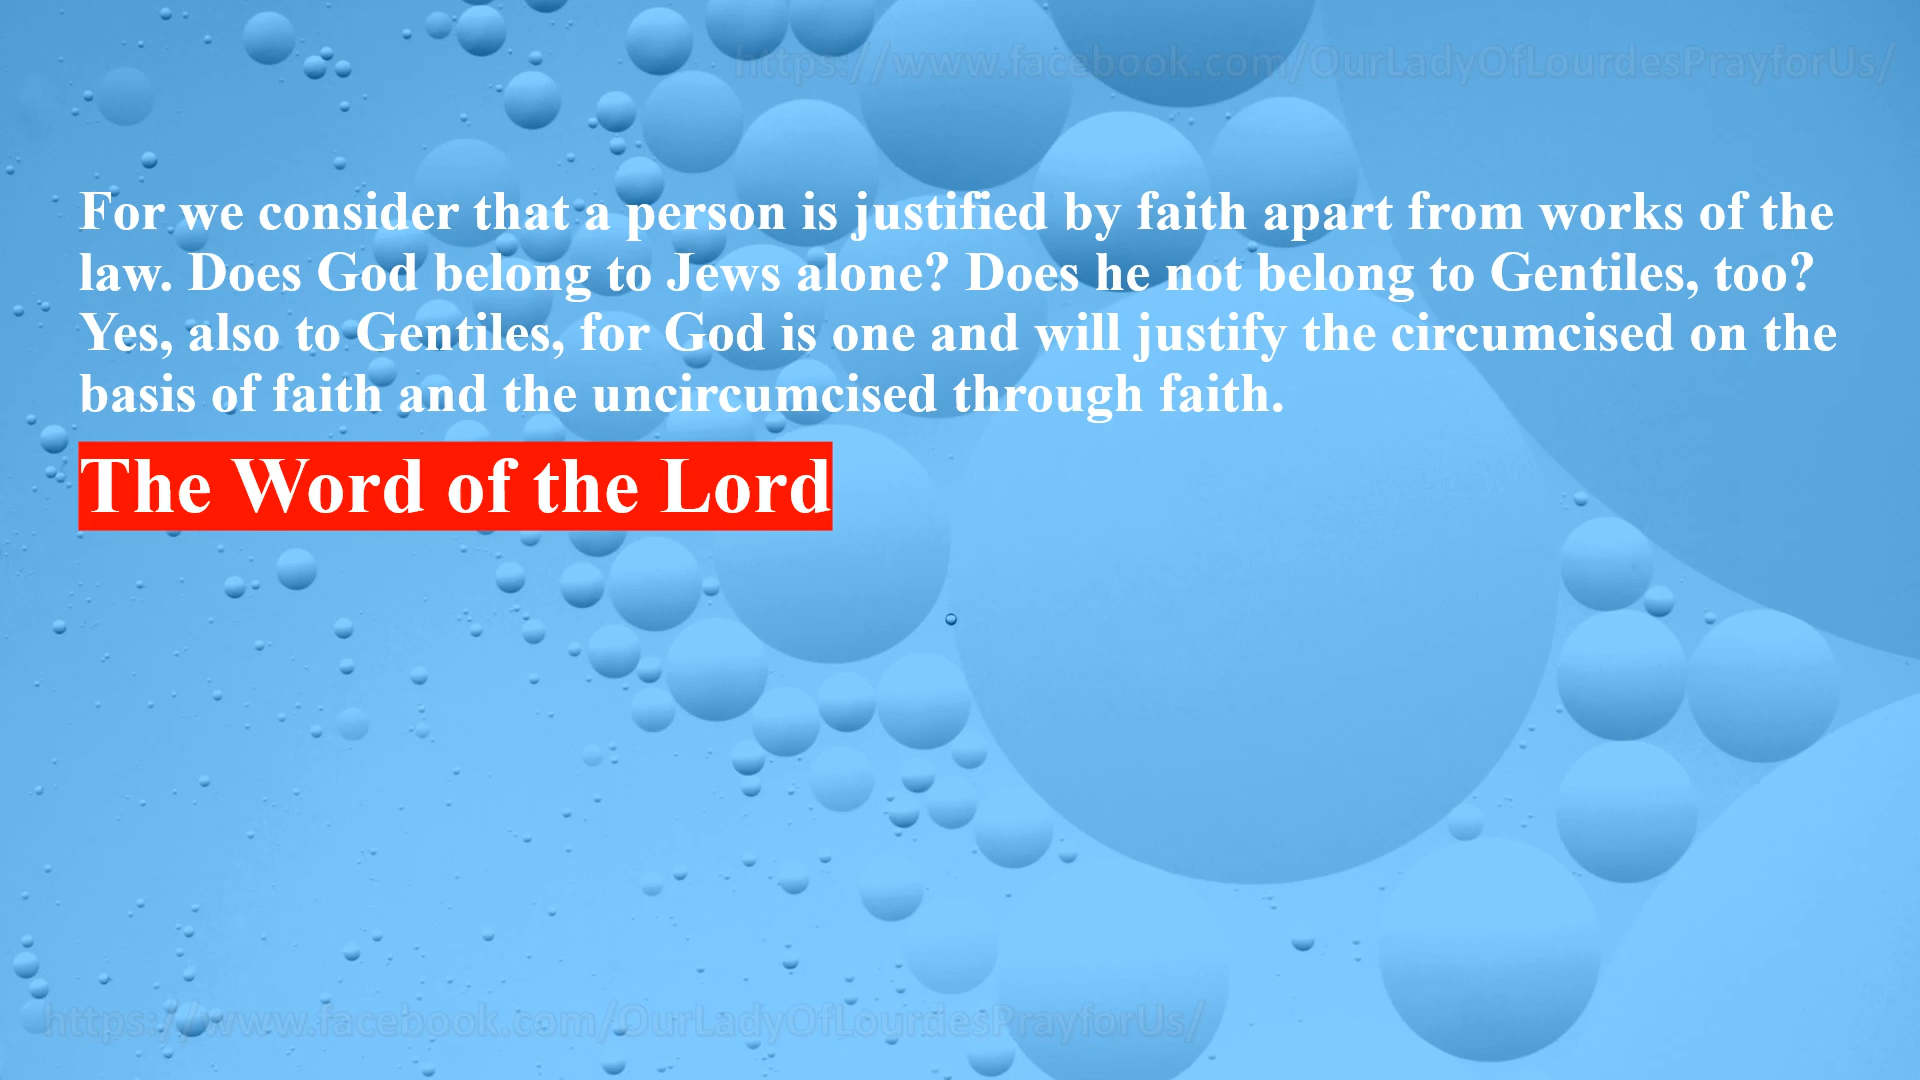 https://www.facebook.com/OurLadyOfLourdesPrayforUs/
For we consider that a person is justified by faith apart from works of the
law. Does God belong to Jews alone? Does he not belong to Gentiles, too?
Yes, also to Gentiles, for God is one and will justify the circumcised on the
basis of faith and the uncircumcised through faith.
The Word of the Lord
https://www.facebook.com/OurLadyOfLourdesPrayforUs/